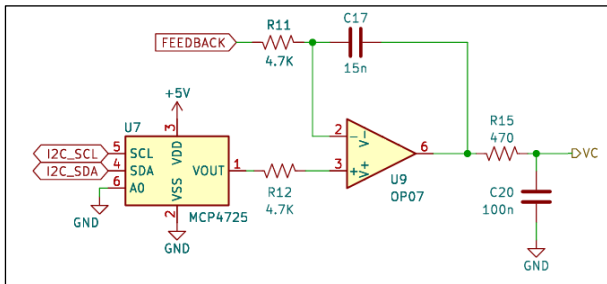 R11
C17
FEEDBACK
4.7K
15n
+5V
U7
3
VDD
R15
470
I2C_SCL
5
SCL
2
-
V-
6
VC
I2C_SDA
4
SDA
VOUT
1
3
+
V+
6
A0
VSS
R12
4.7K
U9
OP07
C20
100n
GND
2
MCP4725
GND
GND